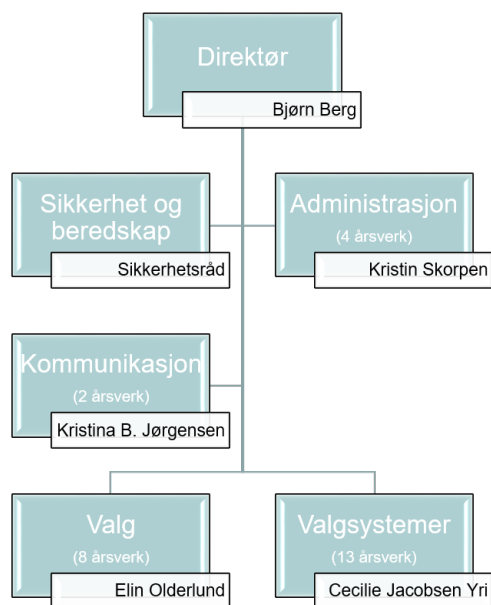 Direktør
Bjørn Berg
Sikkerhet og
beredskap
Sikkerhetsråd
Administrasjon
(4 årsverk)
Kristin Skorpen
Kommunikasjon
(2 årsverk)
Kristina B. Jørgensen
Valg
(8 årsverk)
Elin Olderlund
Valgsystemer
(13 årsverk)
Cecilie Jacobsen Yri